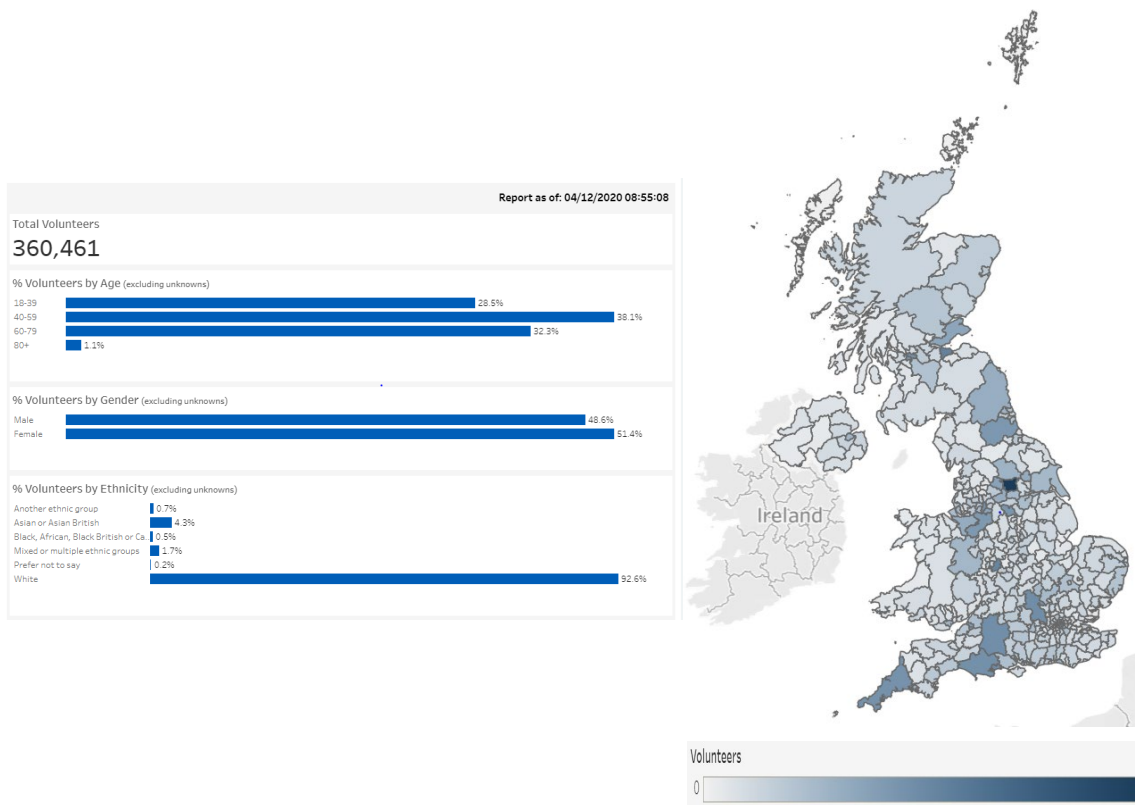 Report as of: 04/12/2020 08:55:08
Total Volunteers
360,461
% Volunteers by Age (excluding unknowns)
18-39 28.5%
40-59 38.1%
60-79 32.3%
80+ 1.1%
% Volunteers by Gender (excluding unknowns)
Male 48.6%
Female 51.4%
% Volunteers by Ethnicity (excluding unknowns)
Another ethnic group 0.7%
Asian or Asian British 4.3%
Black, African, Black British or Ca.. 0.5%
Mixed or multiple ethnic groups 1.7%
Prefer not to say 0.2%
White 92.6%
Ireland
Volunteers
0